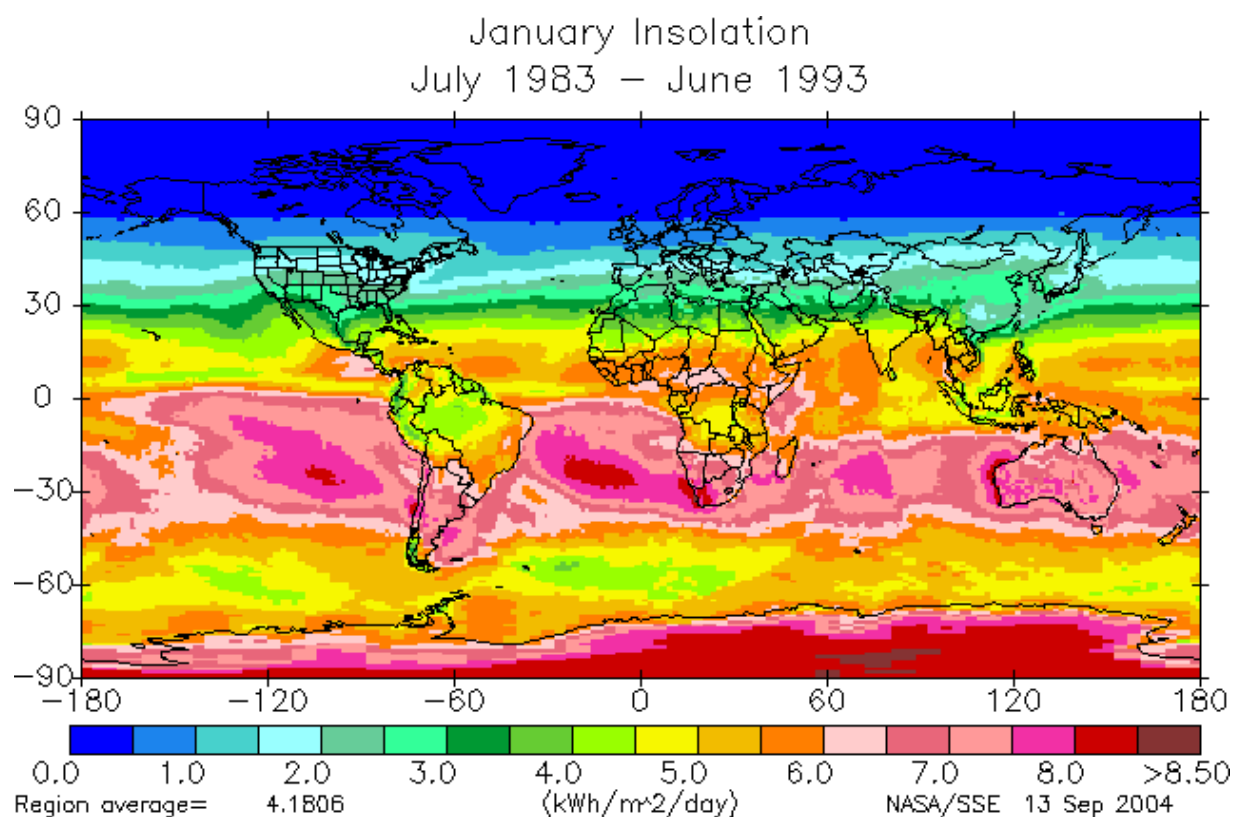 January Insolation
July 1983 – June 1993
90
60
30
0
−30
−60
−90
−180 −120 −60 0 60 120 180
0.0 1.0 2.0 3.0 4.0 5.0 6.0 7.0 8.0 >8.50
Region average= 4.1806 (kWh/m^2/day) NASA/SSE 13 Sep 2004